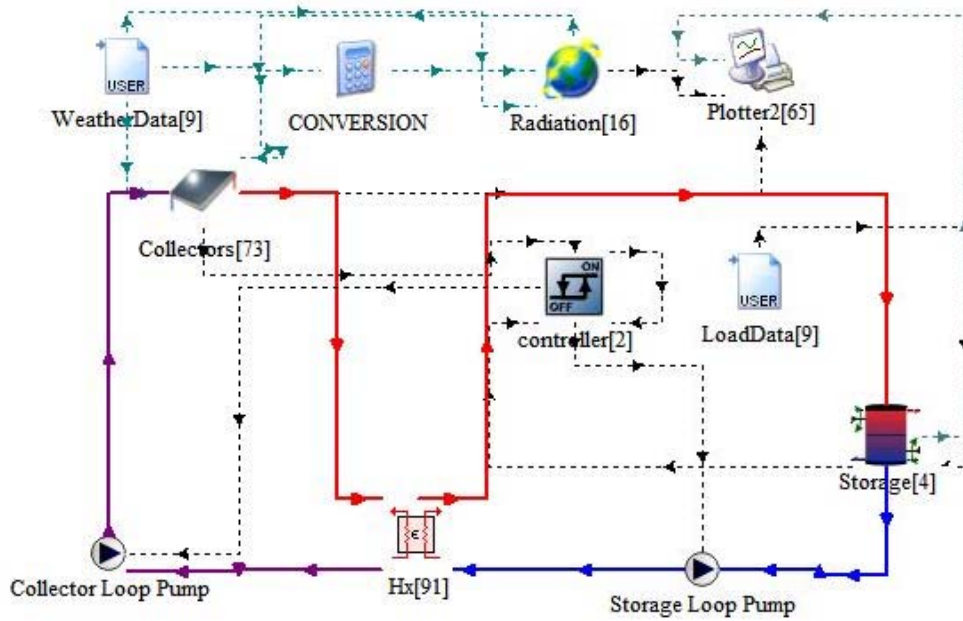 USER
USER
WeatherData[9]
CONVERSION
Radiation[16]
Plotter2[65]
Collectors[73]
ON
OFF
controller[2]
USER
LoadData[9]
Storage[4]
ε
Hx[91]
Collector Loop Pump
Storage Loop Pump